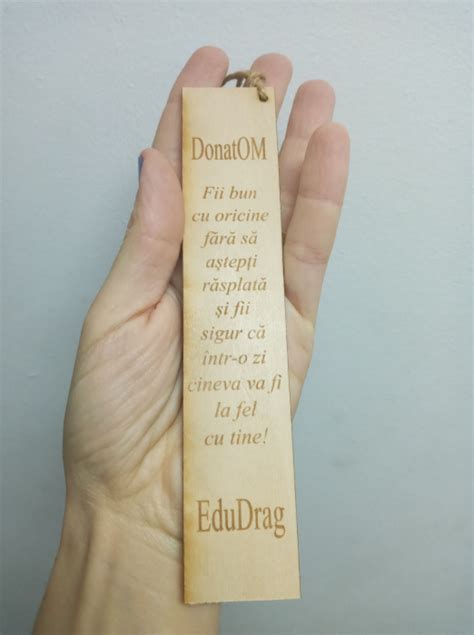 DonatOM
Fii bun
cu oricine
fără să
aștepți
răsplată
și fii
sigur că
într-o zi
cineva va fi
la fel
cu tine!
EduDrag